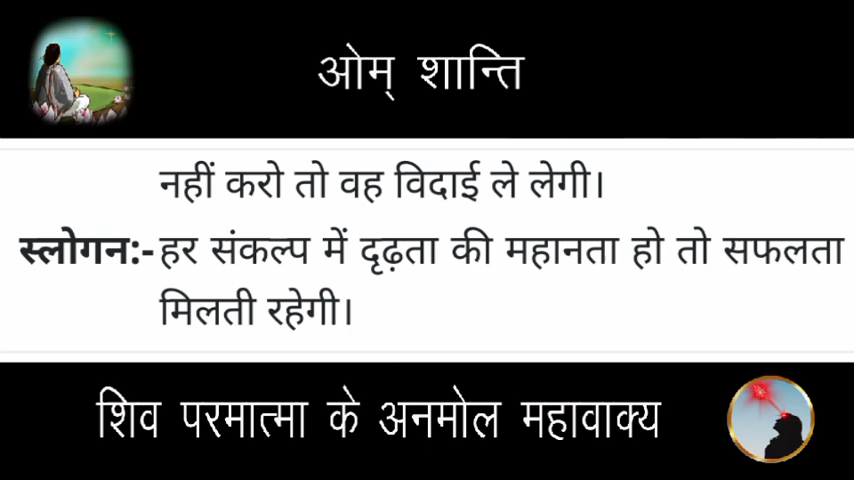 ओम् शान्ति
नहीं करो तो वह विदाई ले लेगी।
स्लोगन:- हर संकल्प में दृढ़ता की महानता हो तो सफलता
मिलती रहेगी।
शिव परमात्मा के अनमोल महावाक्य